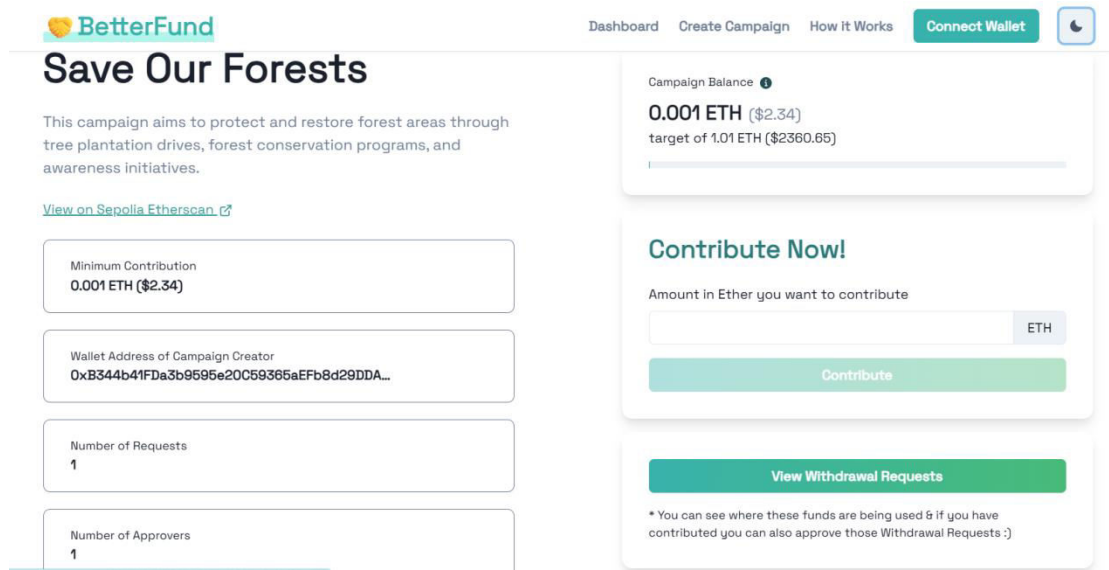 BetterFund
Dashboard
Create Campaign
How it Works
Connect Wallet
Save Our Forests
This campaign aims to protect and restore forest areas through
tree plantation drives, forest conservation programs, and
awareness initiatives.
View on Sepolia Etherscan
Minimum Contribution
0.001 ETH ($2.34)
Wallet Address of Campaign Creator
0xB344b41FDa3b9595e20C59365aEFb8d29DDA...
Number of Requests
1
Number of Approvers
1
Campaign Balance
0.001 ETH ($2.34)
target of 1.01 ETH ($2360.65)
Contribute Now!
Amount in Ether you want to contribute
ETH
Contribute
View Withdrawal Requests
* You can see where these funds are being used & if you have
contributed you can also approve those Withdrawal Requests :)